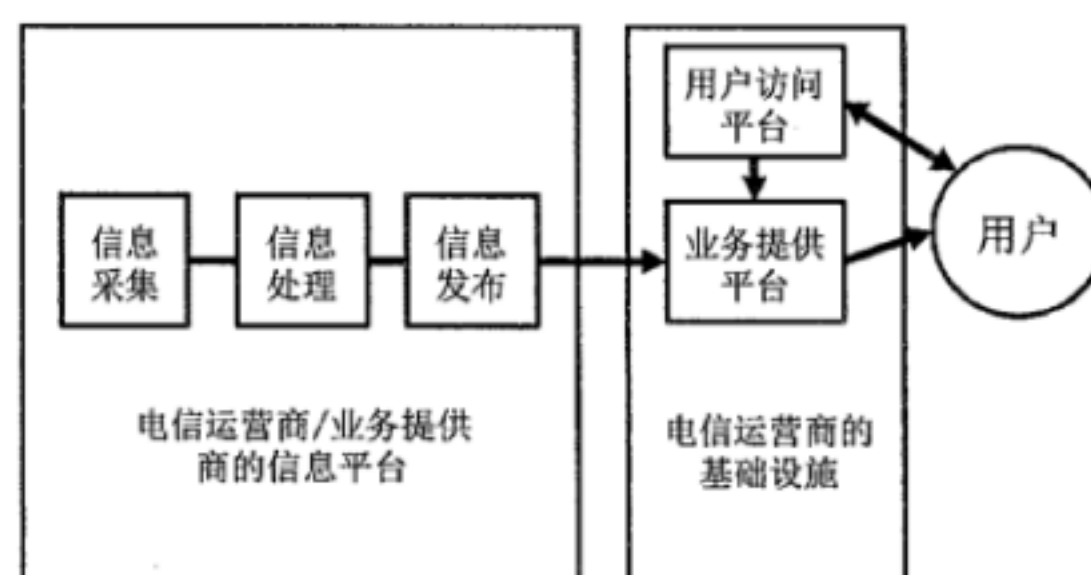 用户访问
平台
信息
采集
信息
处理
信息
发布
业务提供
平台
用户
电信运营商/业务提供
商的信息平台
电信运营商的
基础设施